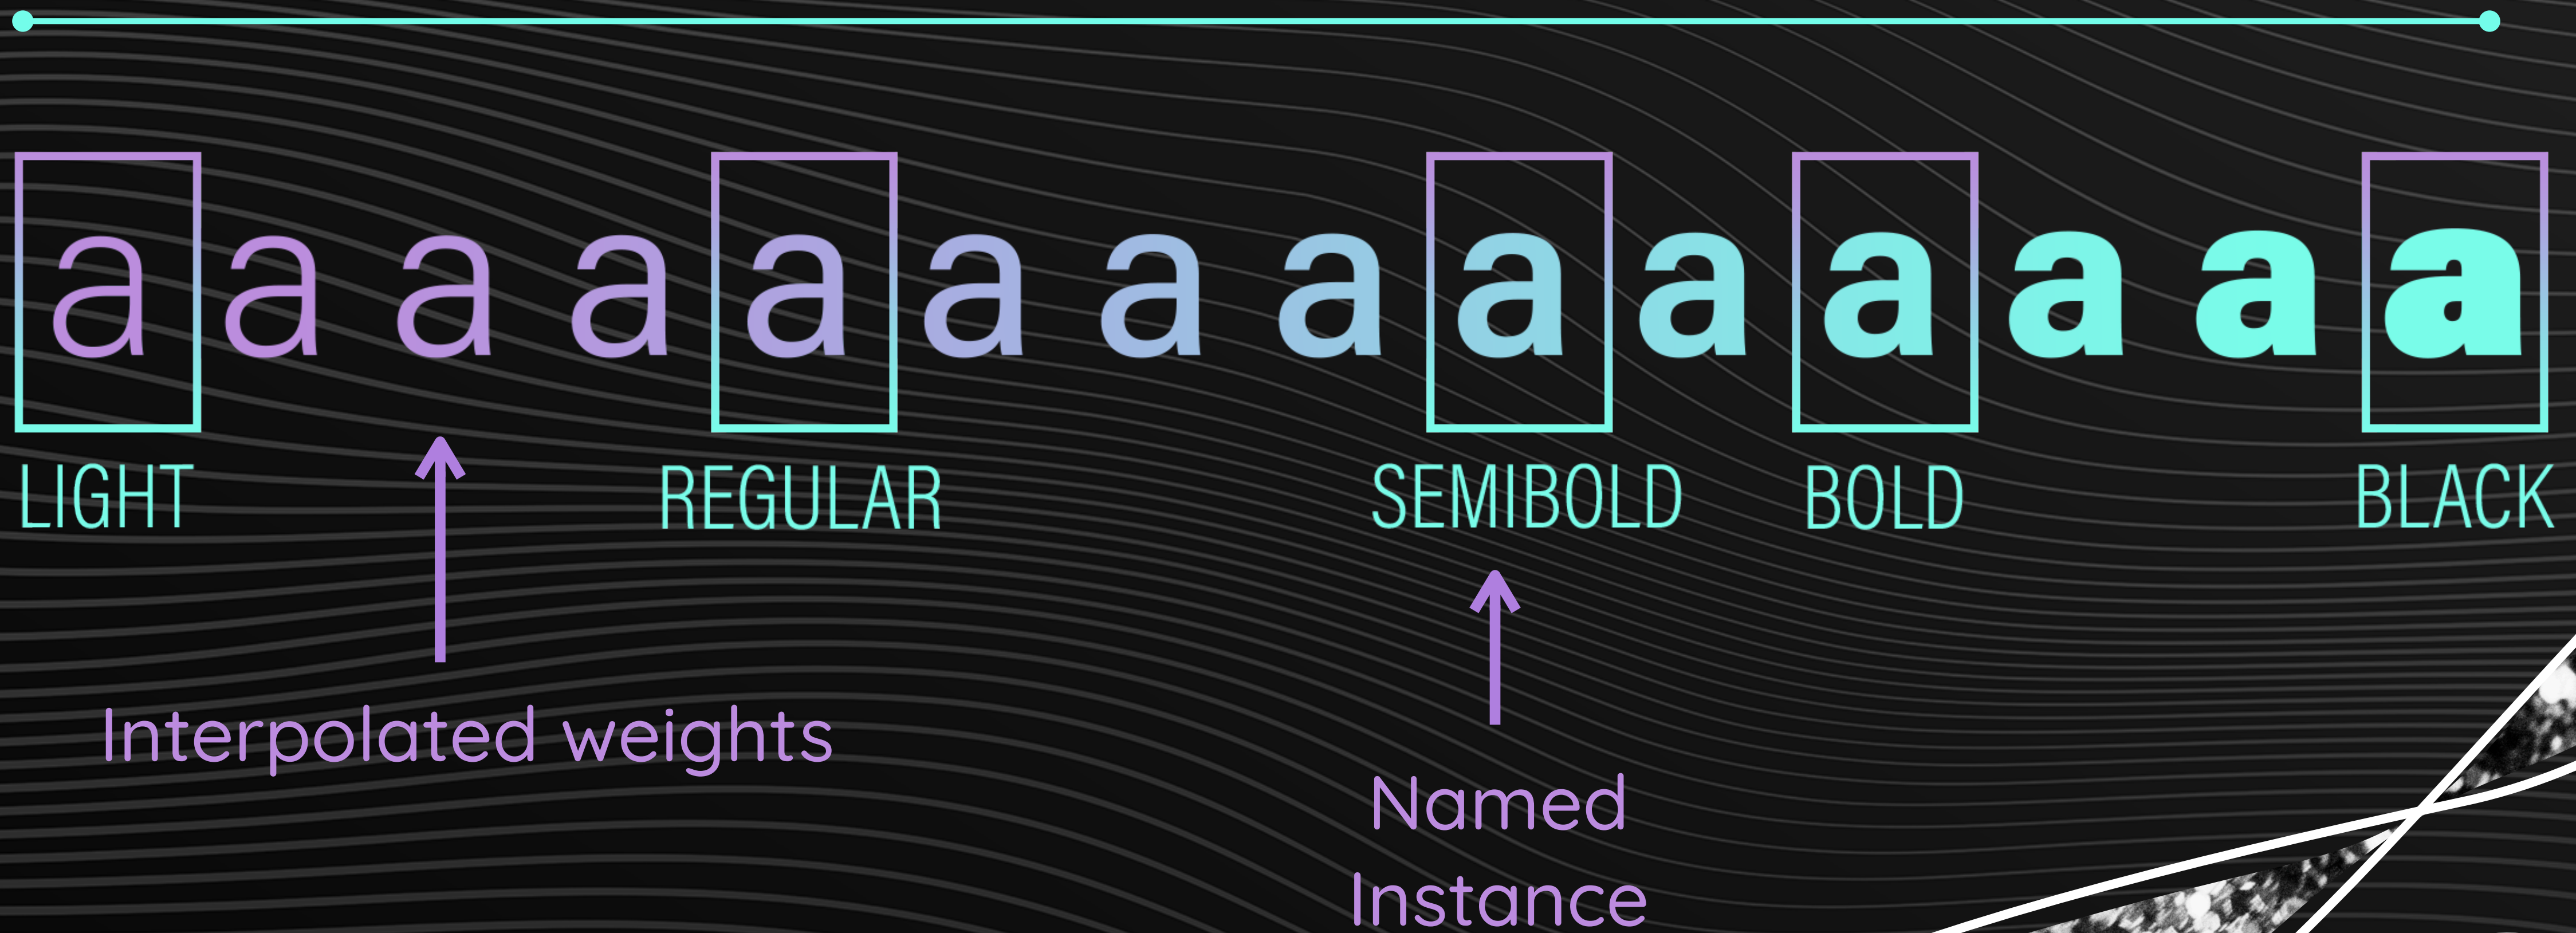 a a a a a a a a a a a a a a
LIGHT REGULAR SEMIBOLD BOLD BLACK
Interpolated weights
Named
Instance